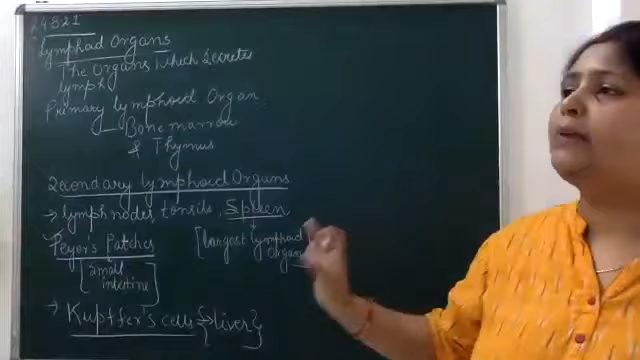 24821
Lymphoid Organs
The Organs which secretes
lymph
Primary lymphoid Organ
Bone marrow
& Thymus
Secondary lymphoid Organs
→ lymph nodes, tonsils, Spleen
[largest lymphoid
Organ
Peyer's Patches
[small
intestine]
→ Kupffer's cells {→liver}